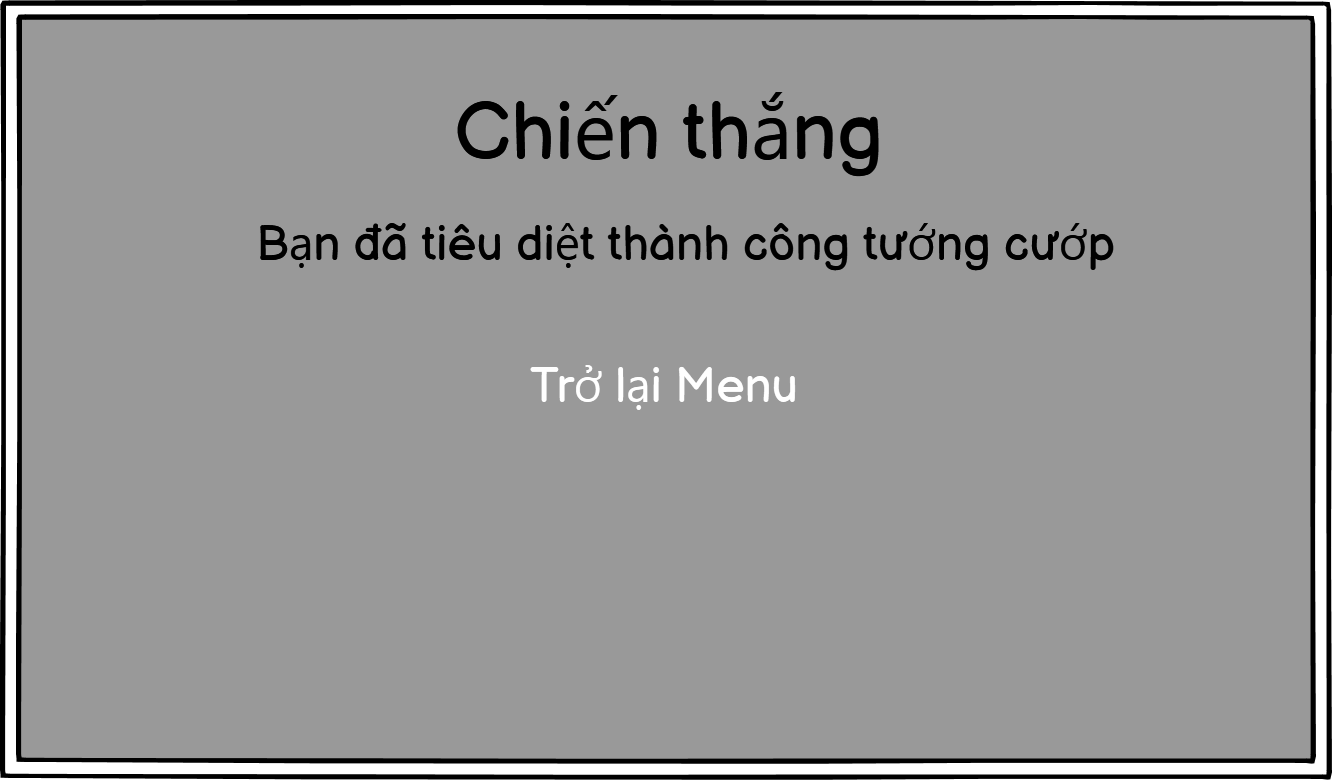 Chiến thắng
Bạn đã tiêu diệt thành công tướng cướp
Trở lại Menu